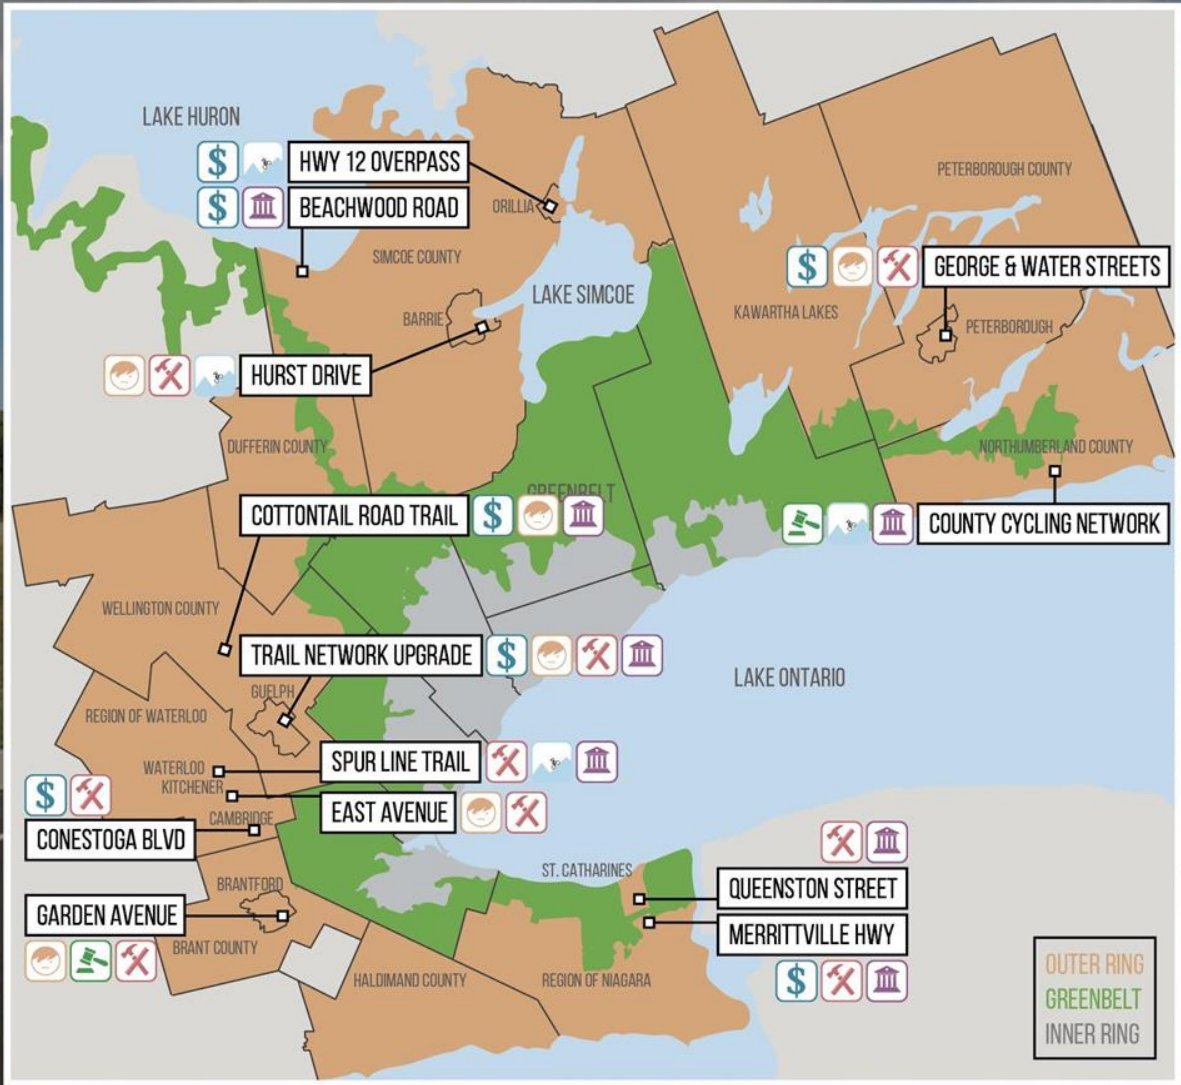 LAKE HURON
$
HWY 12 OVERPASS
$
BEACHWOOD ROAD
ORILLIA
SIMCOE COUNTY
LAKE SIMCOE
BARRIE
HURST DRIVE
PETERBOROUGH COUNTY
$
GEORGE & WATER STREETS
KAWARTHA LAKES
PETERBOROUGH
DUFFERIN COUNTY
NORTHUMBERLAND COUNTY
GREENBELT
COTTONTAIL ROAD TRAIL
$
COUNTY CYCLING NETWORK
WELLINGTON COUNTY
TRAIL NETWORK UPGRADE
$
LAKE ONTARIO
GUELPH
REGION OF WATERLOO
WATERLOO
SPUR LINE TRAIL
KITCHENER
EAST AVENUE
$
CAMBRIDGE
CONESTOGA BLVD
BRANTFORD
GARDEN AVENUE
BRANT COUNTY
HALDIMAND COUNTY
ST. CATHARINES
QUEENSTON STREET
MERRITTVILLE HWY
$
REGION OF NIAGARA
OUTER RING
GREENBELT
INNER RING